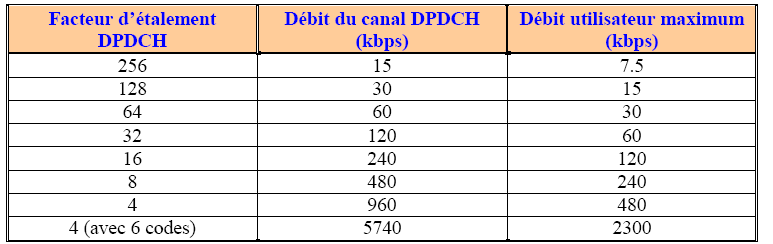 Facteur d'étalement DPDCH Débit du canal DPDCH (kbps) Débit utilisateur maximum (kbps)
256 15 7.5
128 30 15
64 60 30
32 120 60
16 240 120
8 480 240
4 960 480
4 (avec 6 codes) 5740 2300